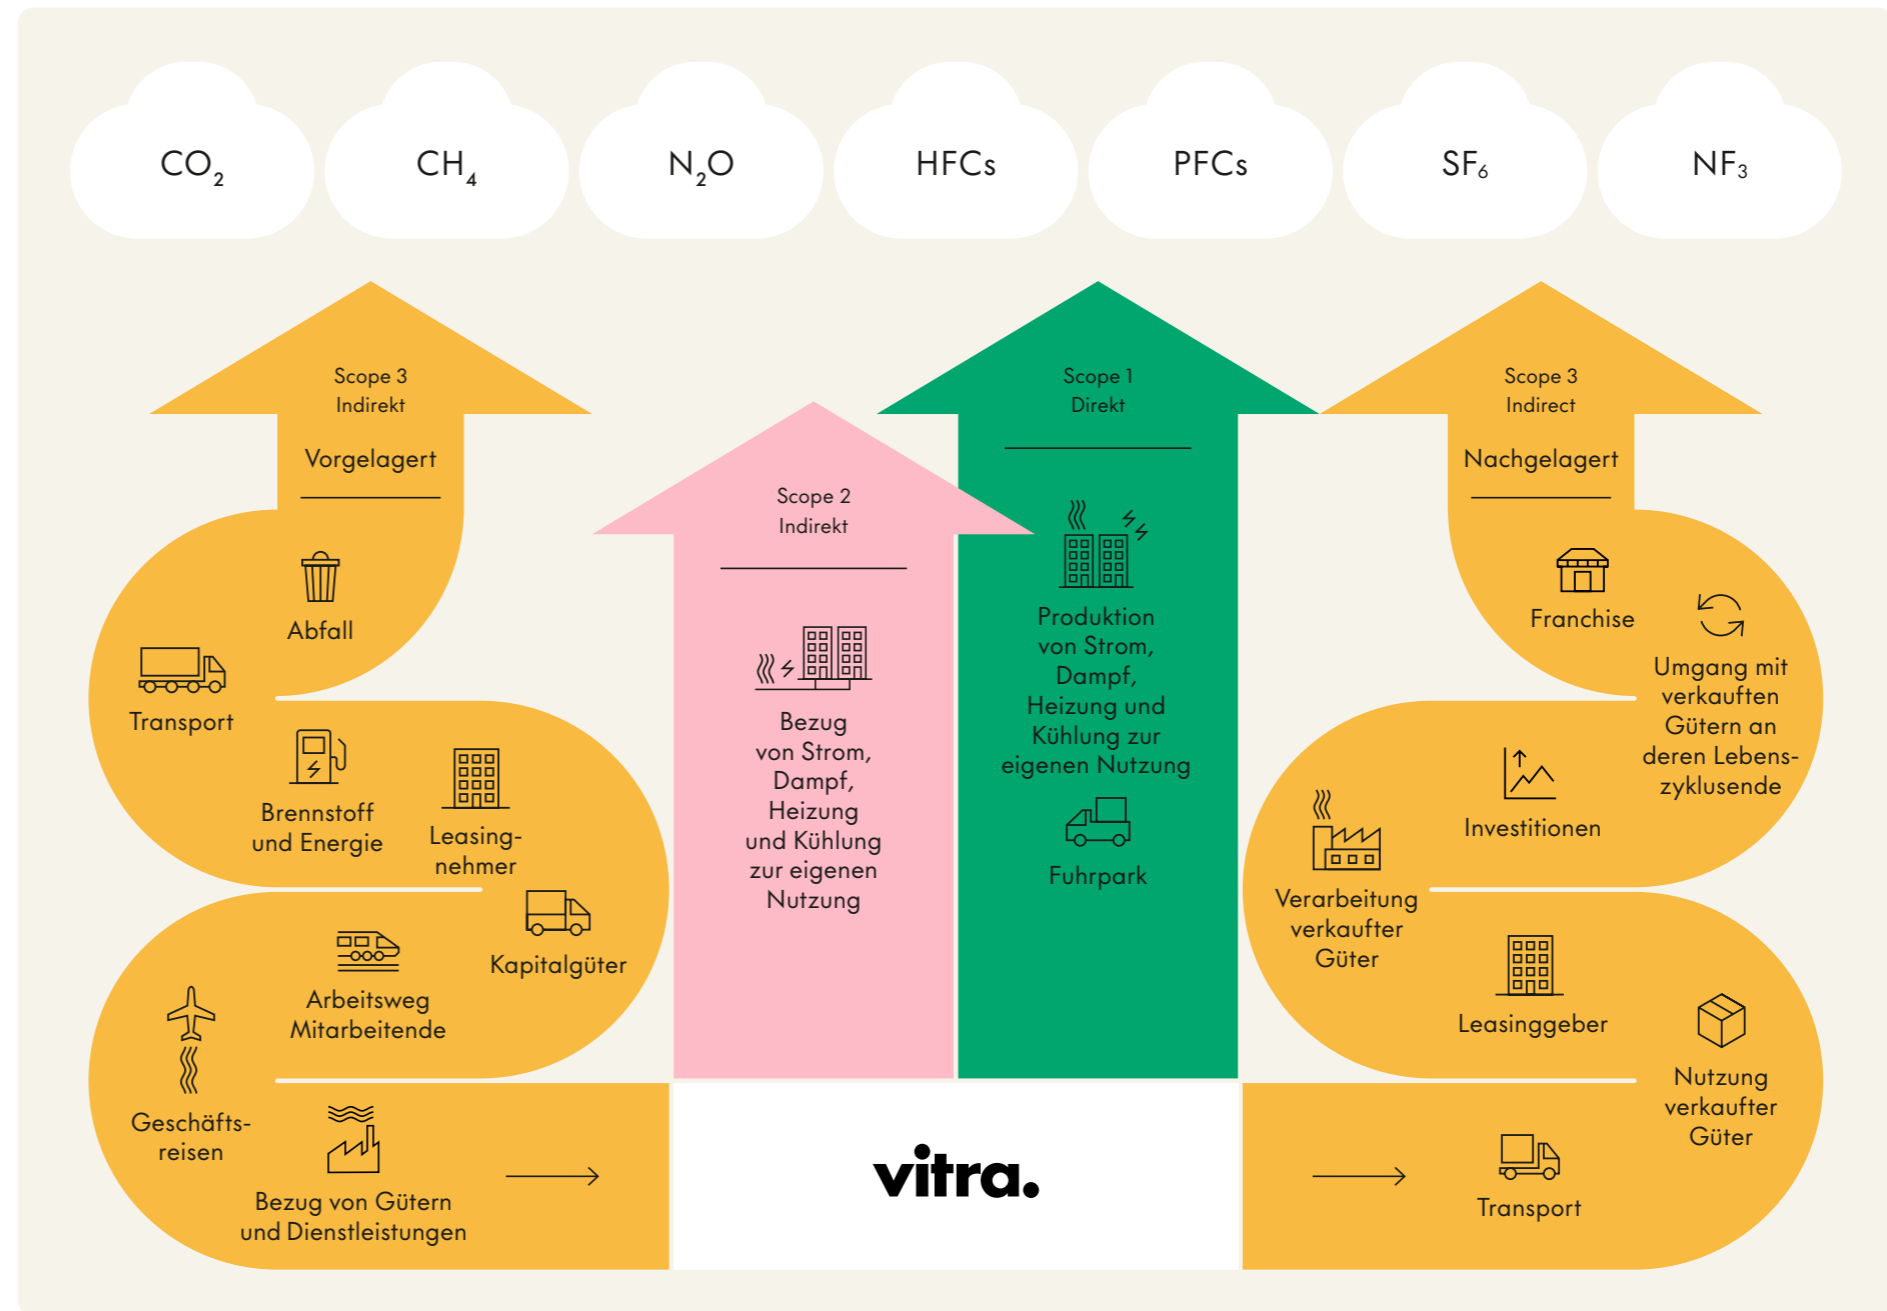 CO₂
CH₄
N₂O
HFCs
PFCs
SF₆
NF₃
Scope 3
Indirekt
Vorgelagert
Abfall
Transport
Brennstoff
und Energie
Leasing-
nehmer
Kapitalgüter
Arbeitsweg
Mitarbeitende
Geschäfts-
reisen
Bezug von Gütern
und Dienstleistungen
Scope 2
Indirekt
Bezug
von Strom,
Dampf,
Heizung
und Kühlung
zur eigenen
Nutzung
Scope 1
Direkt
Produktion
von Strom,
Dampf,
Heizung und
Kühlung zur
eigenen Nutzung
Fuhrpark
vitra.
Scope 3
Indirect
Nachgelagert
Franchise
Umgang mit
verkauften
Gütern an
deren Lebens-
zyklusende
Investitionen
Verarbeitung
verkaufter
Güter
Leasinggeber
Nutzung
verkaufter
Güter
Transport